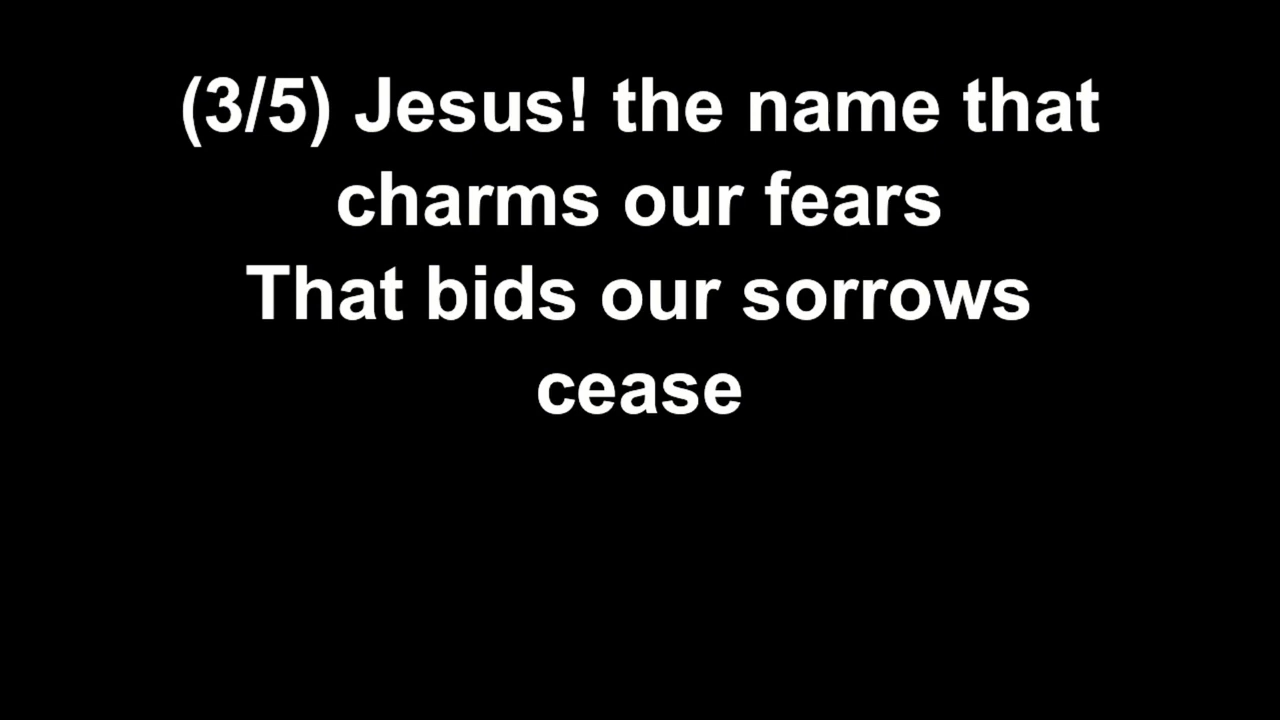 (3/5) Jesus! the name that
charms our fears
That bids our sorrows
cease